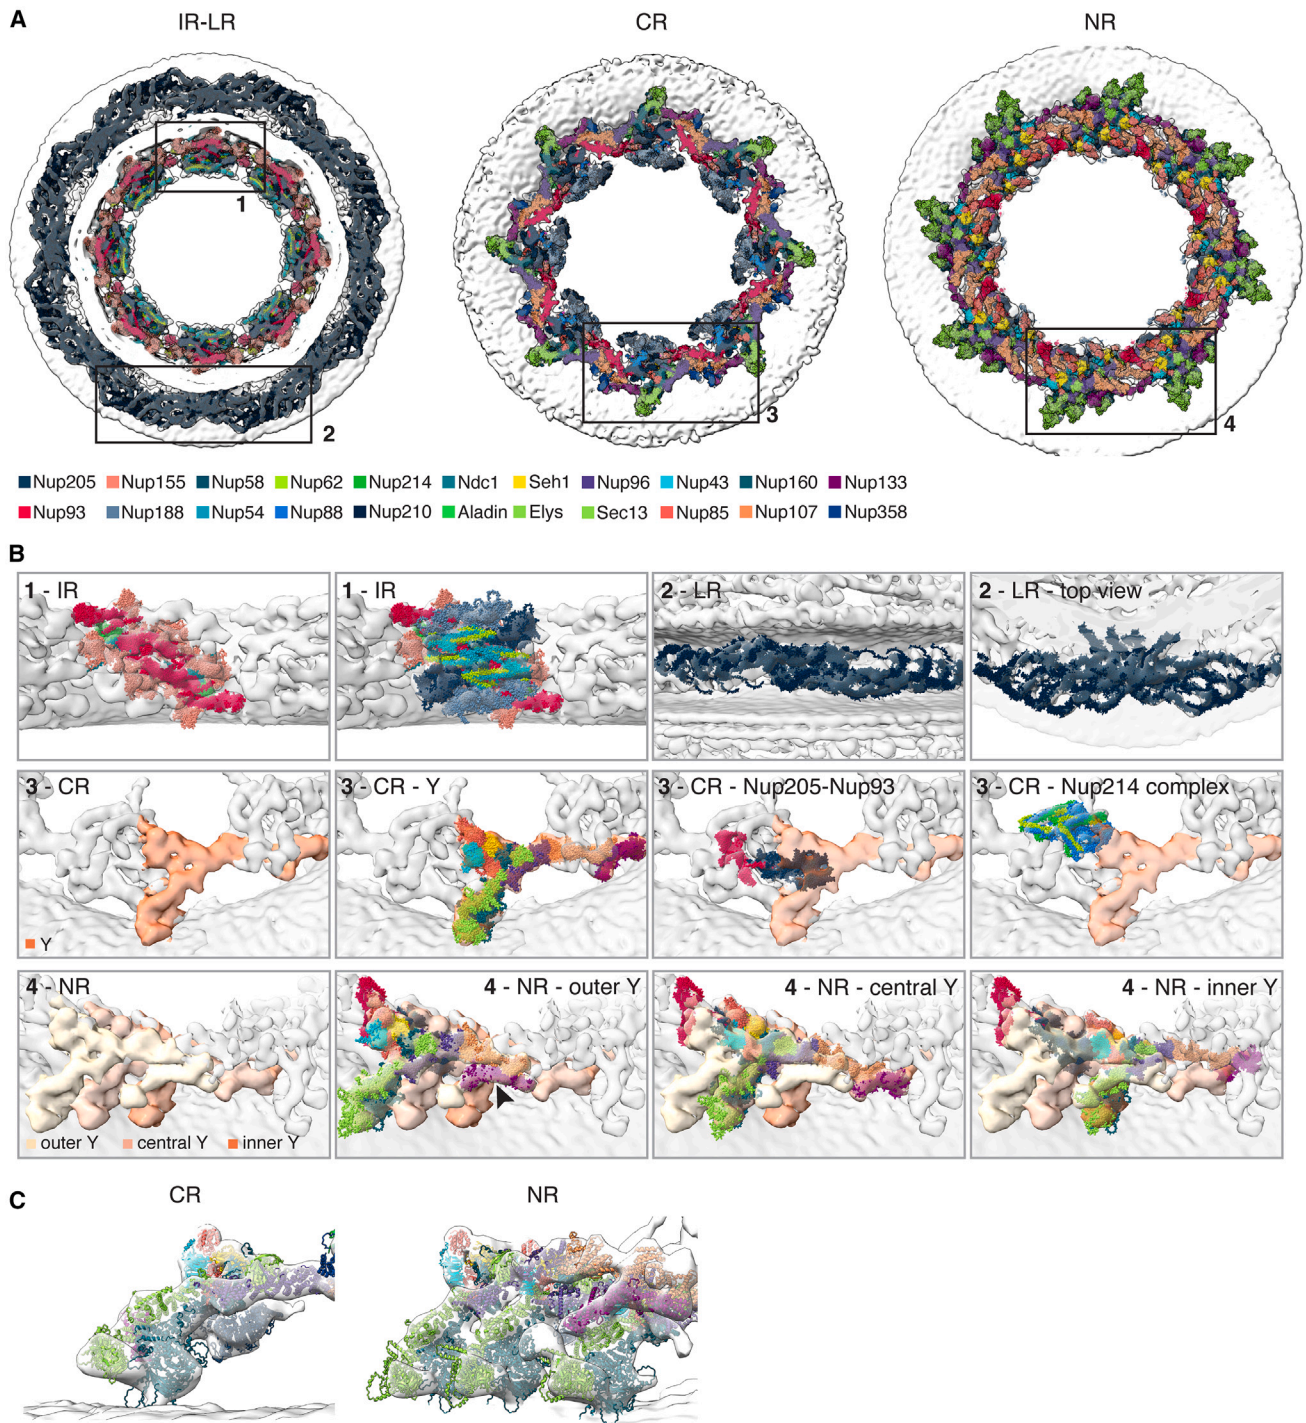 A
IR-LR
CR
NR
1
2
3
4
Nup205 Nup155 Nup58 Nup62 Nup214 Ndc1 Seh1 Nup96 Nup43 Nup160 Nup133
Nup93 Nup188 Nup54 Nup88 Nup210 Aladin Elys Sec13 Nup85 Nup107 Nup358
B
1 - IR
1 - IR
2 - LR
2 - LR - top view
3 - CR
3 - CR - Y
3 - CR - Nup205-Nup93
3 - CR - Nup214 complex
Y
4 - NR
4 - NR - outer Y
4 - NR - central Y
4 - NR - inner Y
outer Y central Y inner Y
C
CR
NR